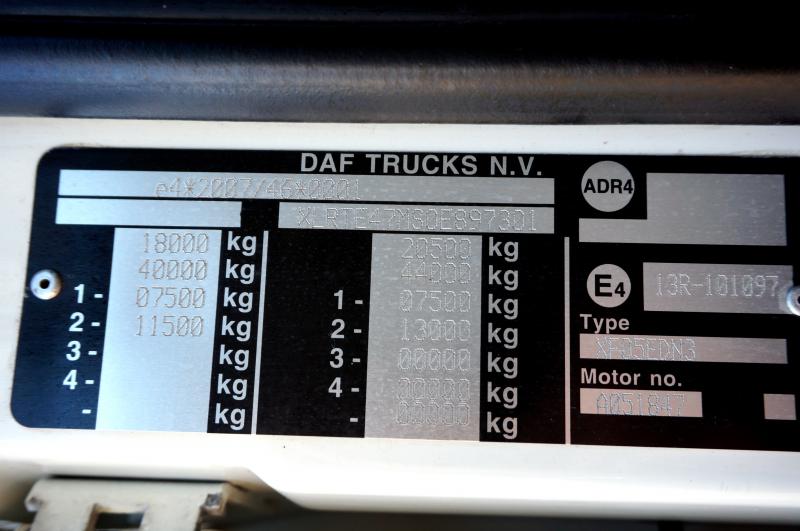 DAF TRUCKS N.V.
e4*2007/46*0001
XLRTE47MS0E897301
18000 kg
40000 kg
1 - 07500 kg
2 - 11500 kg
3 - kg
4 - kg
- kg
20500 kg
44000 kg
1 - 07500 kg
2 - 13000 kg
3 - 00000 kg
4 - 00000 kg
- 00000 kg
ADR4
E4 13R-101097
Type
XF05EDN3
Motor no.
A051847